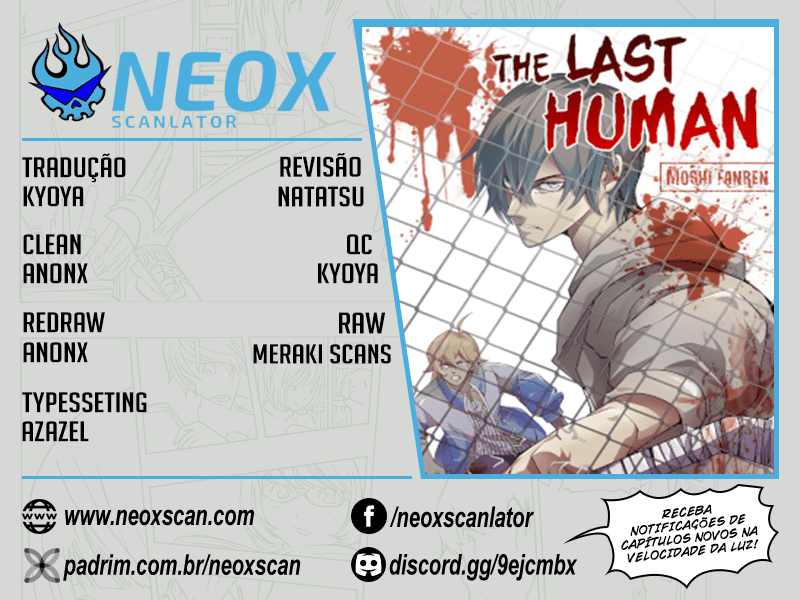 NEOX
SCANLATOR
TRADUÇÃO
KYOYA
REVISÃO
NATATSU
CLEAN
ANONX
QC
KYOYA
REDRAW
ANONX
RAW
MERAKI SCANS
TYPESSETING
AZAZEL
THE LAST
HUMAN
MOSHI FANREN
WWW
www.neoxscan.com
f /neoxscanlator
padrim.com.br/neoxscan
discord.gg/9ejcmbx
RECEBA
NOTIFICAÇÕES DE
CAPÍTULOS NOVOS NA
VELOCIDADE DA LUZ!